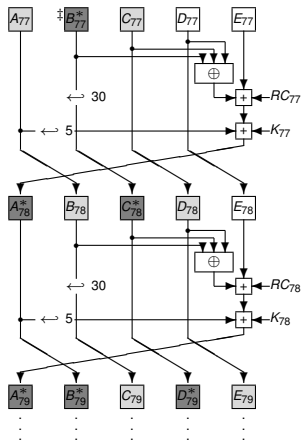 A77 ‡ B*77 C77 D77 E77
⊕
↩ 30 + RC77
↩ 5 + K77
A*78 B78 C*78 D78 E78
⊕
↩ 30 + RC78
↩ 5 + K78
A*79 B*79 C79 D*79 E79